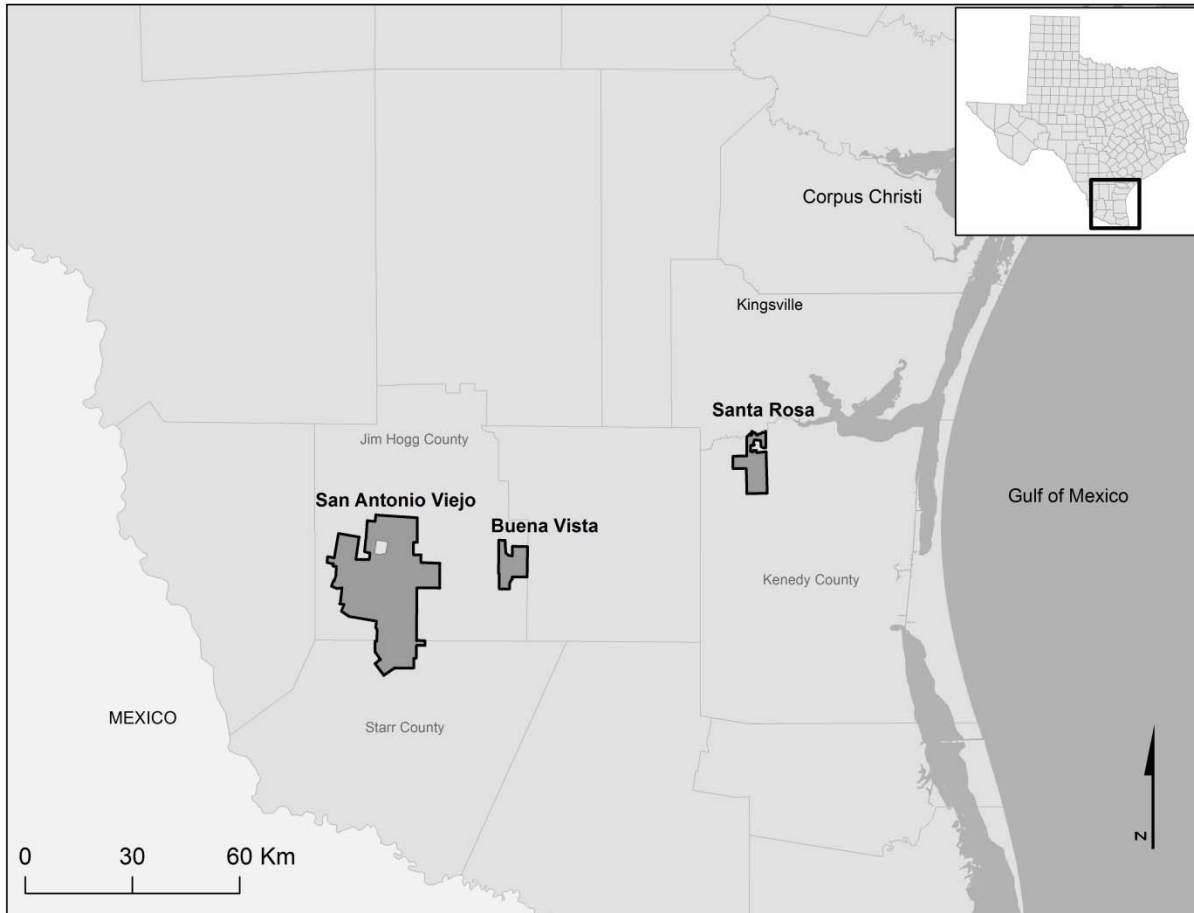 Corpus Christi
Kingsville
Santa Rosa
Jim Hogg County
San Antonio Viejo
Buena Vista
Gulf of Mexico
Kenedy County
MEXICO
Starr County
N
0 30 60 Km